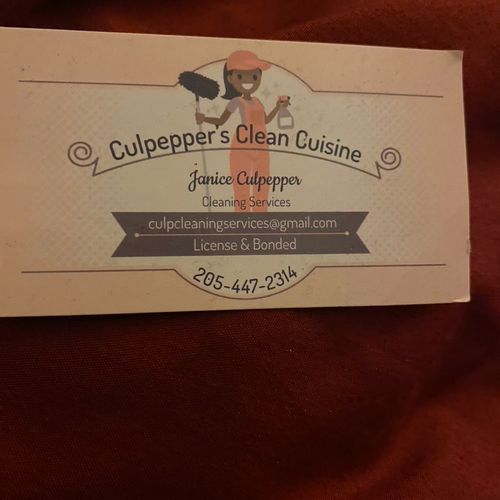 Culpepper's Clean Cuisine
Janice Culpepper
Cleaning Services
culpcleaningservices@gmail.com
License & Bonded
205-447-2314